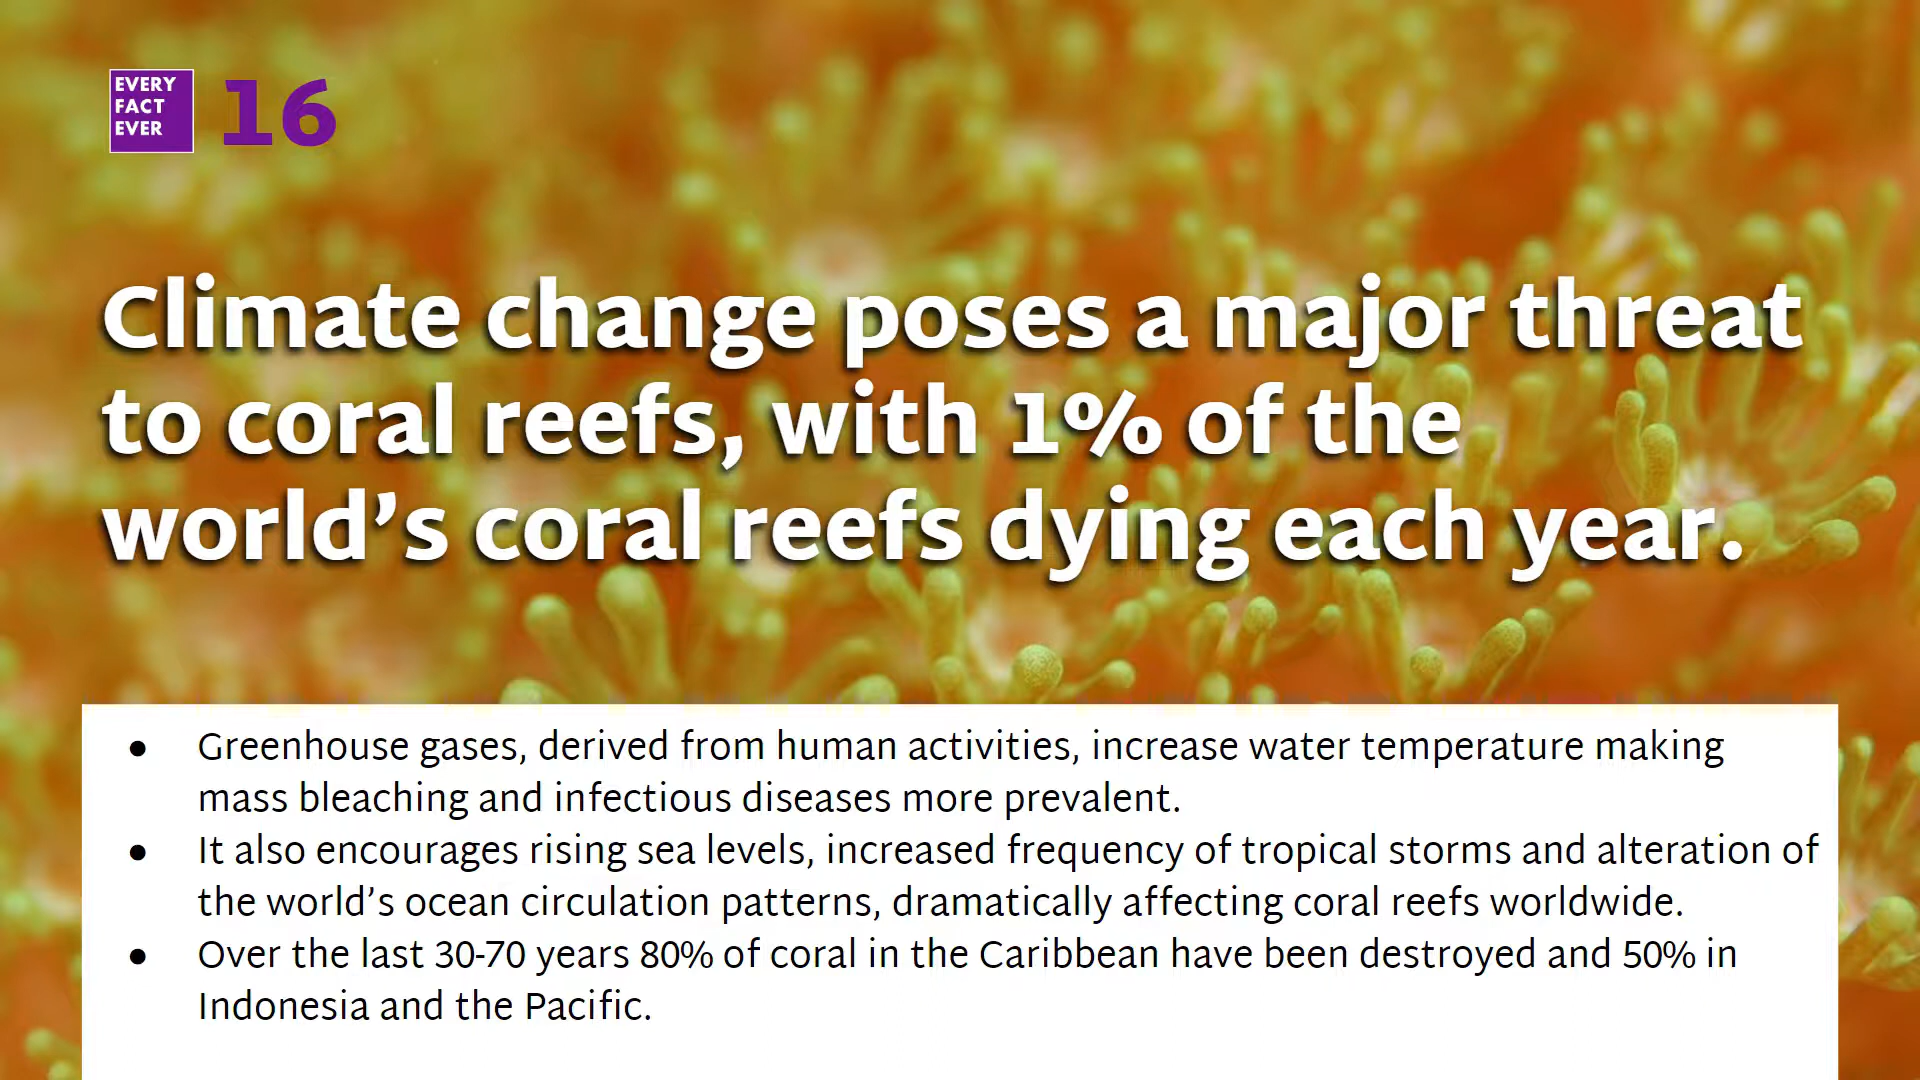 EVERY
FACT
EVER
16
Climate change poses a major threat
to coral reefs, with 1% of the
world’s coral reefs dying each year.
● Greenhouse gases, derived from human activities, increase water temperature making
mass bleaching and infectious diseases more prevalent.
● It also encourages rising sea levels, increased frequency of tropical storms and alteration of
the world’s ocean circulation patterns, dramatically affecting coral reefs worldwide.
● Over the last 30-70 years 80% of coral in the Caribbean have been destroyed and 50% in
Indonesia and the Pacific.